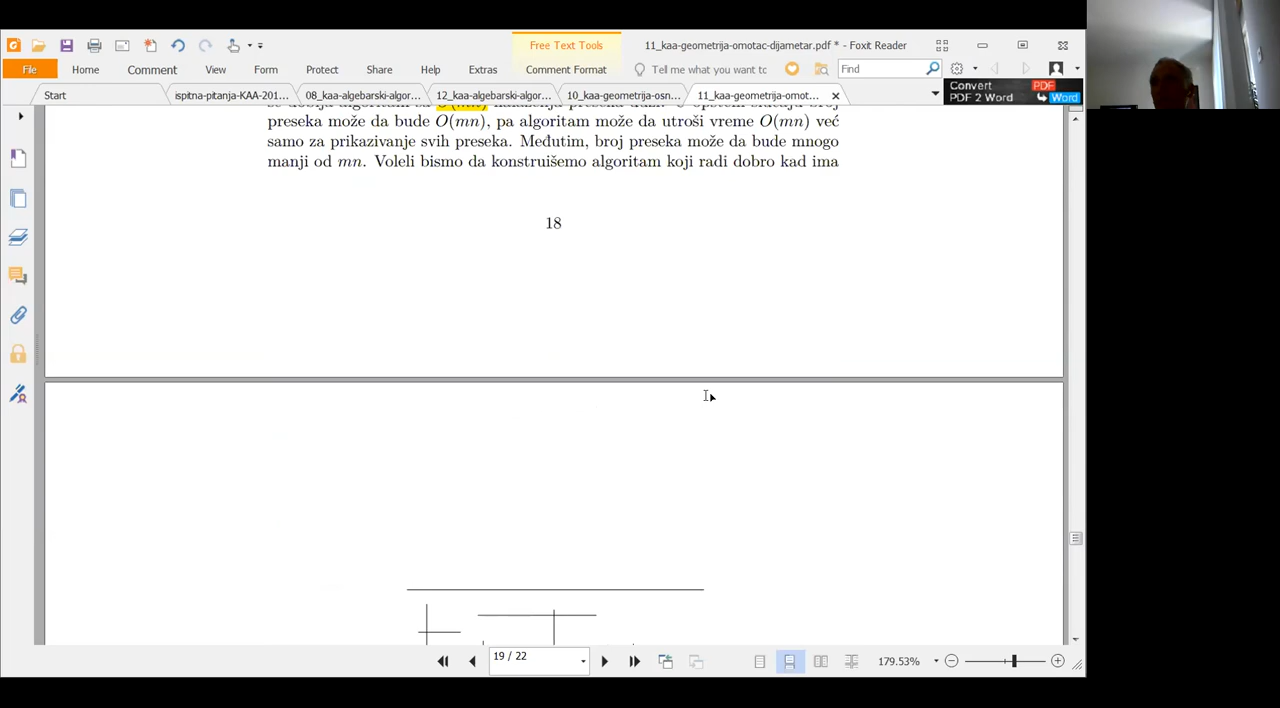 Free Text Tools
11_kaa-geometrija-omotac-dijametar.pdf * - Foxit Reader
File
Home
Comment
View
Form
Protect
Share
Help
Extras
Comment Format
Tell me what you want tc
Find
Start
ispitna-pitanja-KAA-201...
08_kaa-algebarski-algor...
12_kaa-algebarski-algor...
10_kaa-geometrija-osn...
11_kaa-geometrija-omot...
Convert PDF
PDF 2 Word Word
preseka može da bude O(mn), pa algoritam može da utroši vreme O(mn) već
samo za prikazivanje svih preseka. Međutim, broj preseka može da bude mnogo
manji od mn. Voleli bismo da konstruišemo algoritam koji radi dobro kad ima
18
19 / 22
179.53%